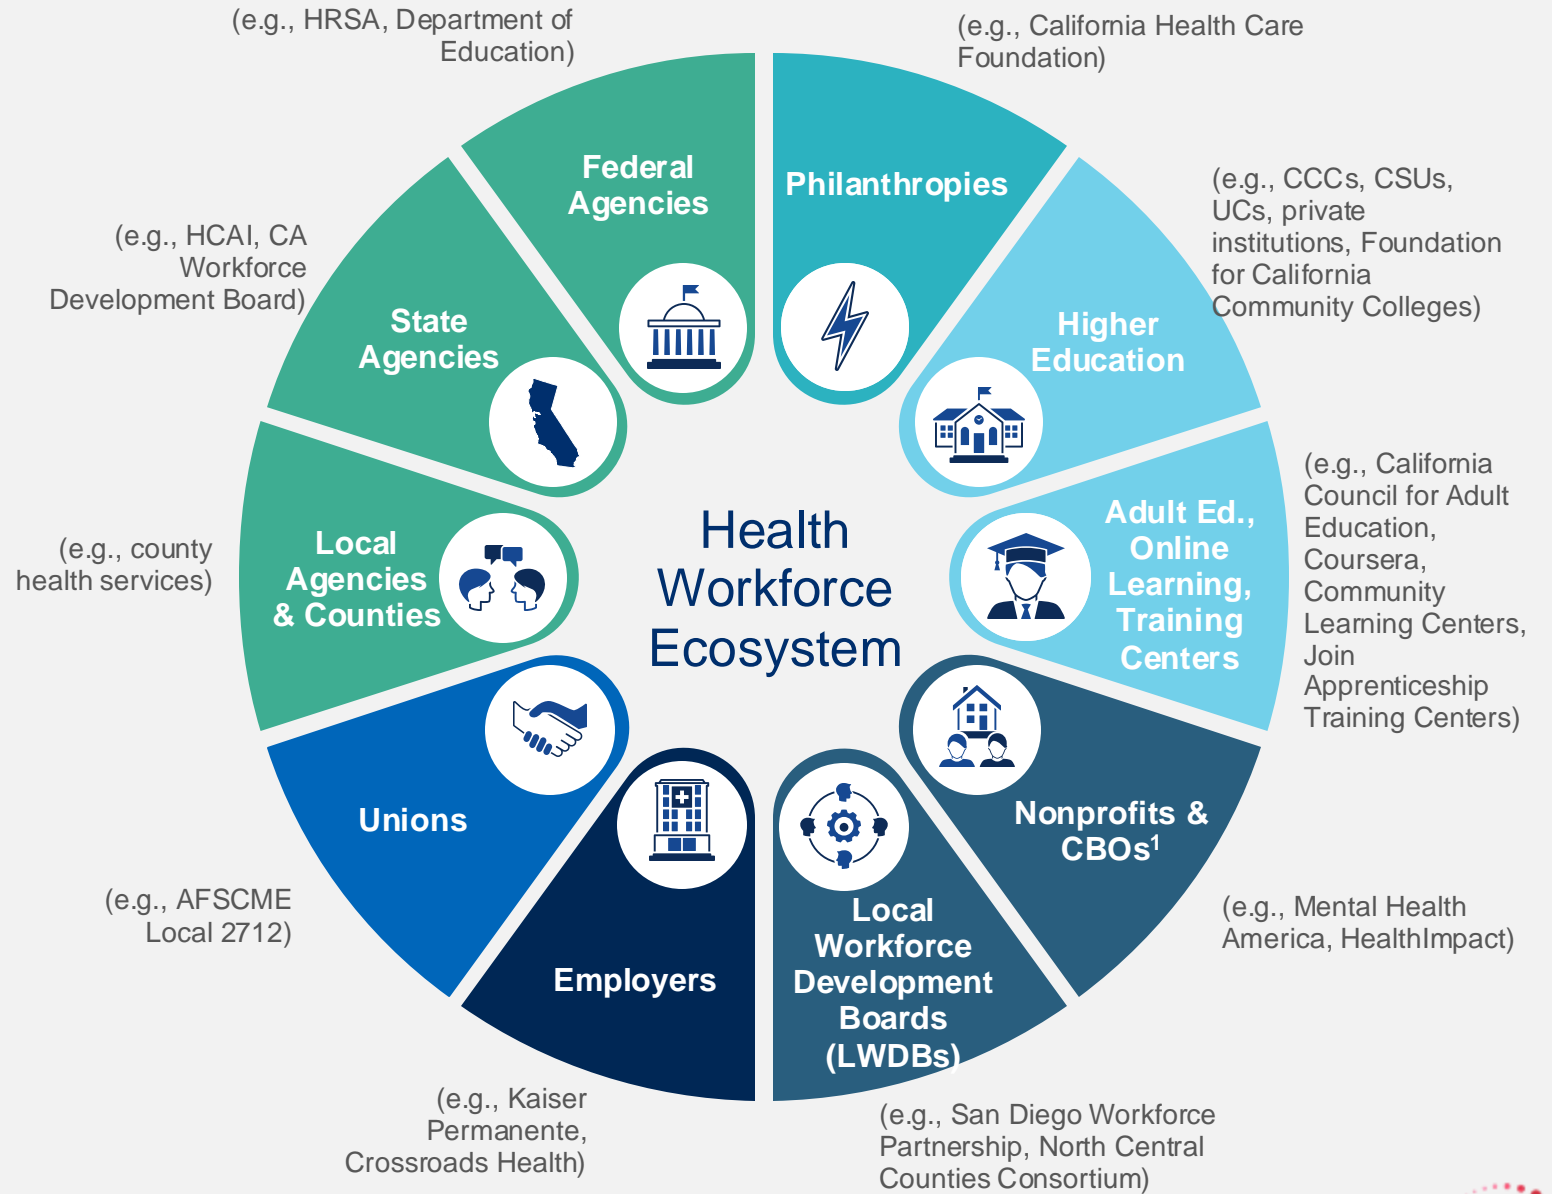 (e.g., HRSA, Department of
Education)
(e.g., California Health Care
Foundation)
Federal
Agencies
Philanthropies
(e.g., CCCs, CSUs,
UCs, private
institutions, Foundation
for California
Community Colleges)
(e.g., HCAI, CA
Workforce
Development Board)
State
Agencies
Higher
Education
(e.g., California
Council for Adult
Education,
Coursera,
Community
Learning Centers,
Join
Apprenticeship
Training Centers)
Adult Ed.,
Online
Learning,
Training
Centers
Health
Workforce
Ecosystem
(e.g., county
health services)
Local
Agencies
& Counties
Unions
Nonprofits &
CBOs¹
(e.g., AFSCME
Local 2712)
(e.g., Mental Health
America, HealthImpact)
Employers
Local
Workforce
Development
Boards
(LWDBs)
(e.g., Kaiser
Permanente,
Crossroads Health)
(e.g., San Diego Workforce
Partnership, North Central
Counties Consortium)